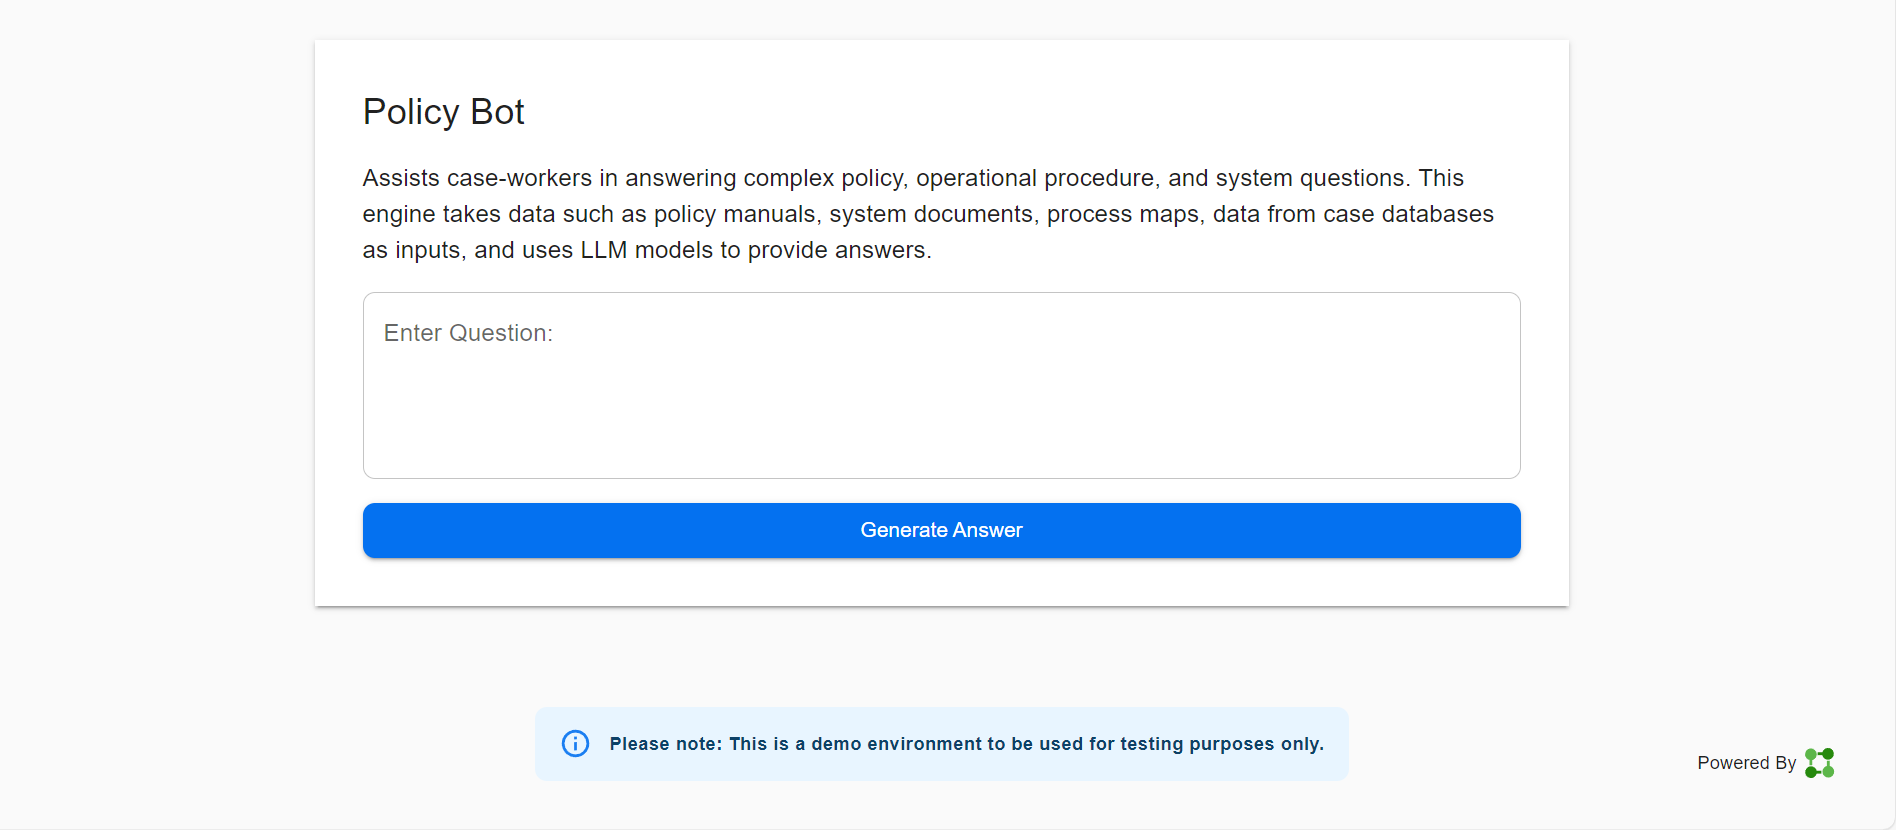 Policy Bot
Assists case-workers in answering complex policy, operational procedure, and system questions. This
engine takes data such as policy manuals, system documents, process maps, data from case databases
as inputs, and uses LLM models to provide answers.
Enter Question:
Generate Answer
Please note: This is a demo environment to be used for testing purposes only.
Powered By